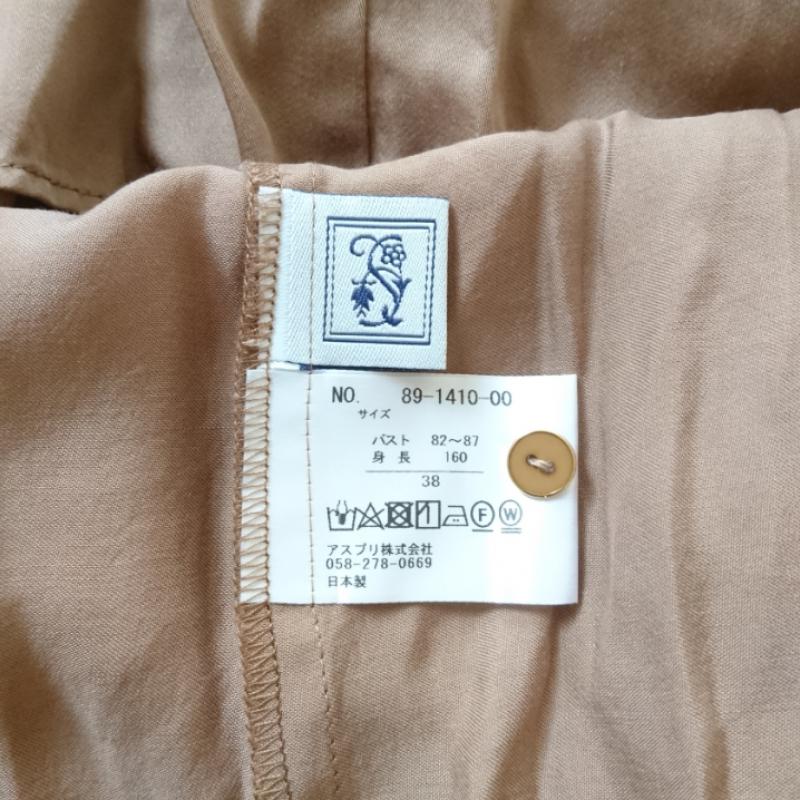 NO. 89-1410-00
サイズ
バスト 82～87
身長 160
38
F W
アスプリ株式会社
058-278-0669
日本製